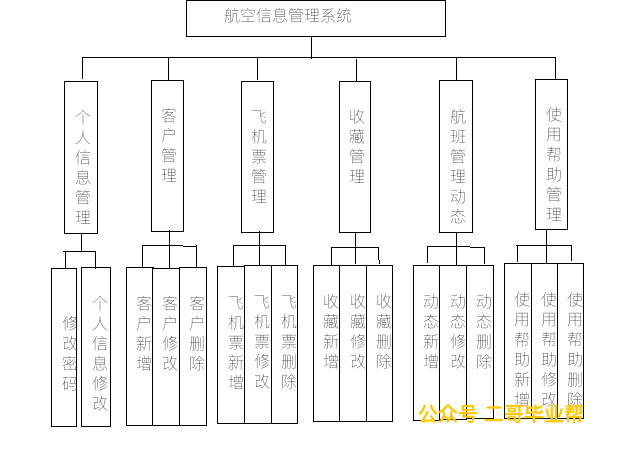 航空信息管理系统
个人信息管理
客户管理
飞机票管理
收藏管理
航班管理动态
使用帮助管理
修改密码
个人信息修改
客户新增
客户修改
客户删除
飞机票新增
飞机票修改
飞机票删除
收藏新增
收藏修改
收藏删除
动态新增
动态修改
动态删除
使用帮助新增
使用帮助修改
使用帮助删除
公众号 二哥毕业帮